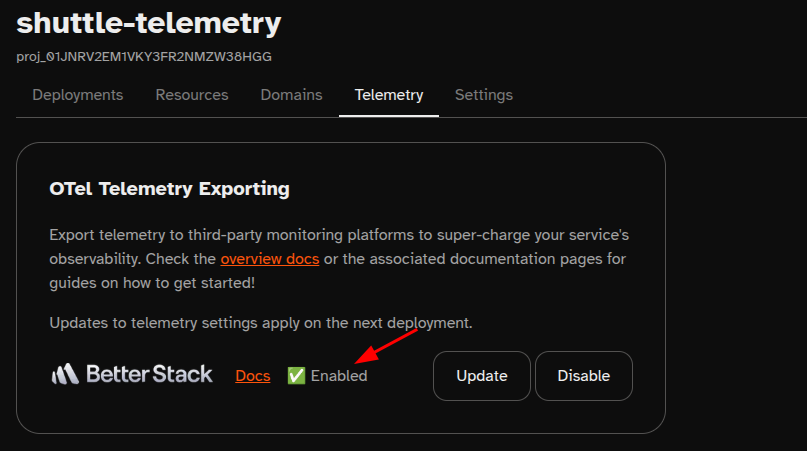 shuttle-telemetry
proj_01JNRV2EM1VKY3FR2NMZW38HGG
Deployments Resources Domains Telemetry Settings
OTel Telemetry Exporting
Export telemetry to third-party monitoring platforms to super-charge your service's
observability. Check the overview docs or the associated documentation pages for
guides on how to get started!
Updates to telemetry settings apply on the next deployment.
Better Stack Docs ✅ Enabled Update Disable